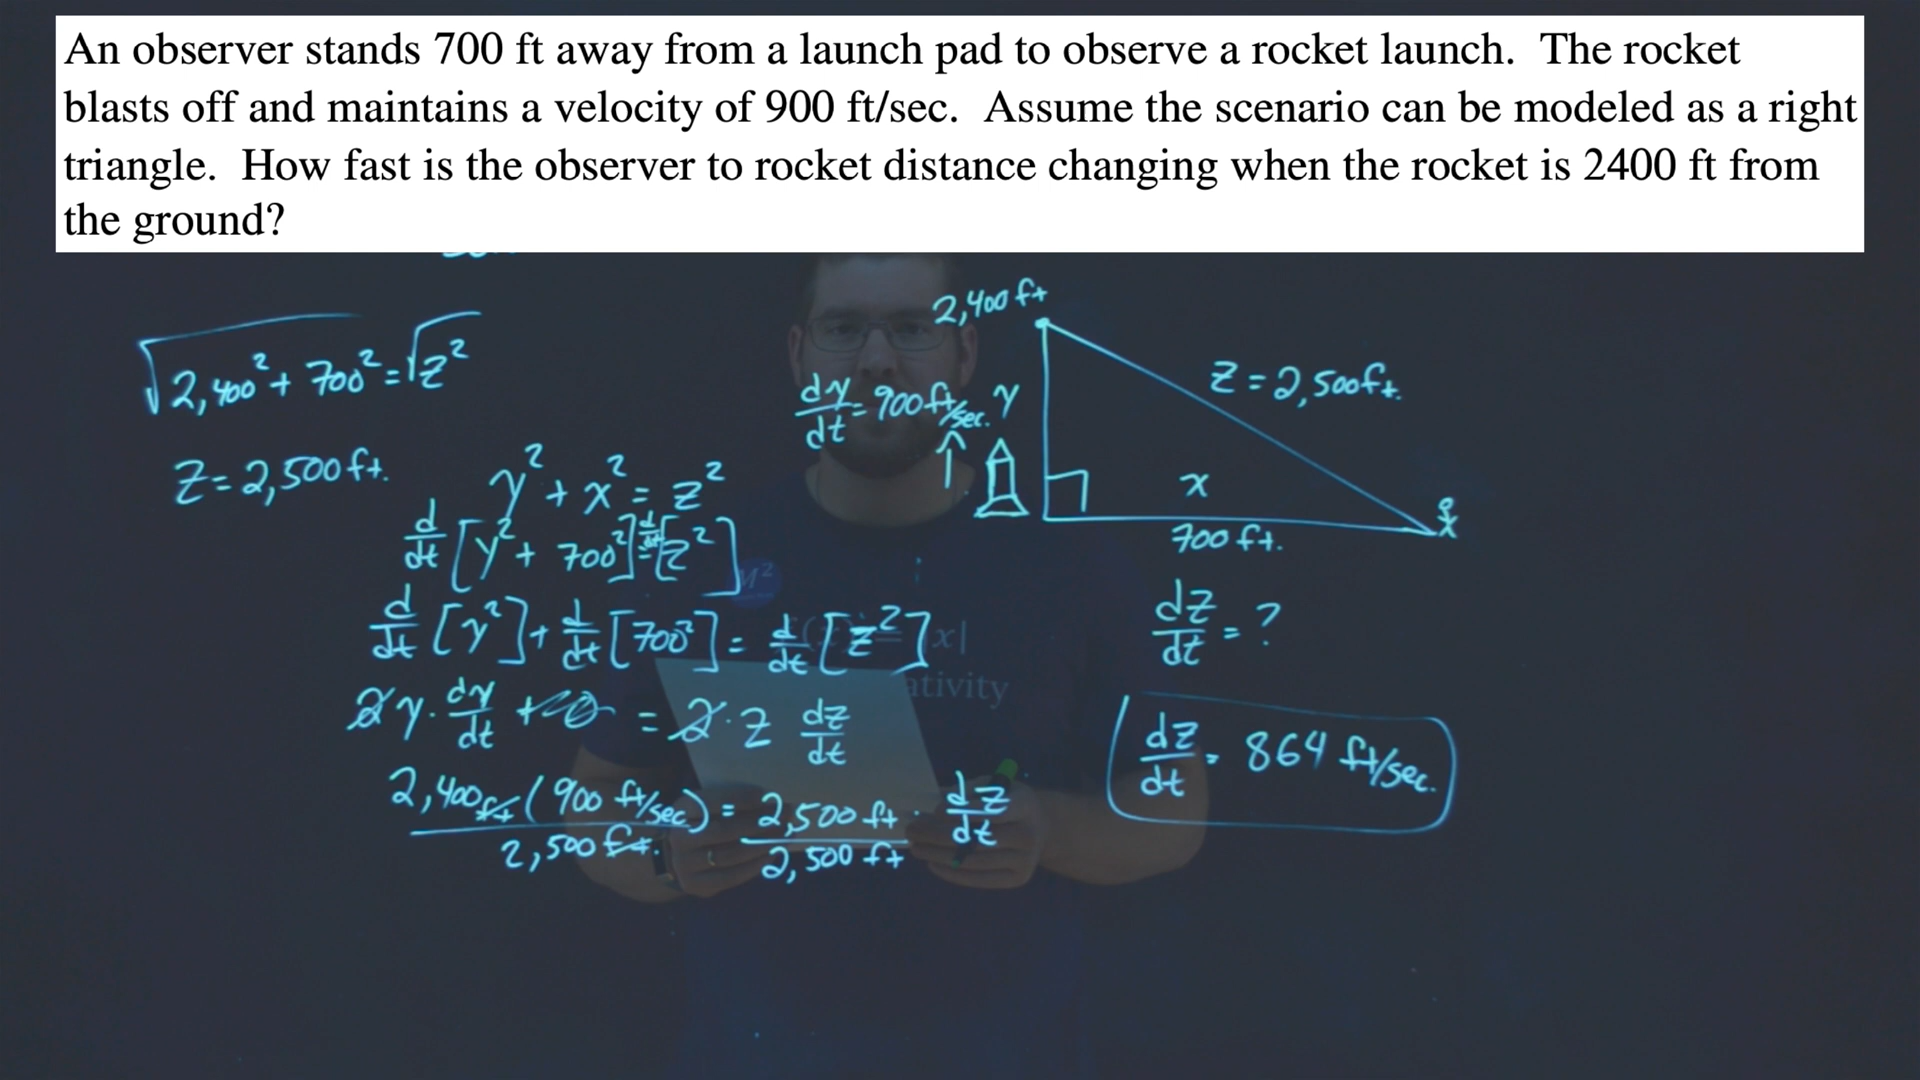 An observer stands 700 ft away from a launch pad to observe a rocket launch. The rocket
blasts off and maintains a velocity of 900 ft/sec. Assume the scenario can be modeled as a right
triangle. How fast is the observer to rocket distance changing when the rocket is 2400 ft from
the ground?
√2,400² + 700² = √z²
z = 2,500 ft.
y² + x² = z²
d/dt [y² + 700²] = d/dt [z²]
d/dt [y²] + d/dt [700²] = d/dt [z²]
2y · dy/dt + 0 = 2 · z dz/dt
2,400 ft (900 ft/sec.) / 2,500 ft. = 2,500 ft / 2,500 ft · dz/dt
2,400 ft
dy/dt = 900 ft/sec. y
z = 2,500 ft.
x
700 ft.
dz/dt = ?
dz/dt = 864 ft/sec.
M²
|x|
ativity